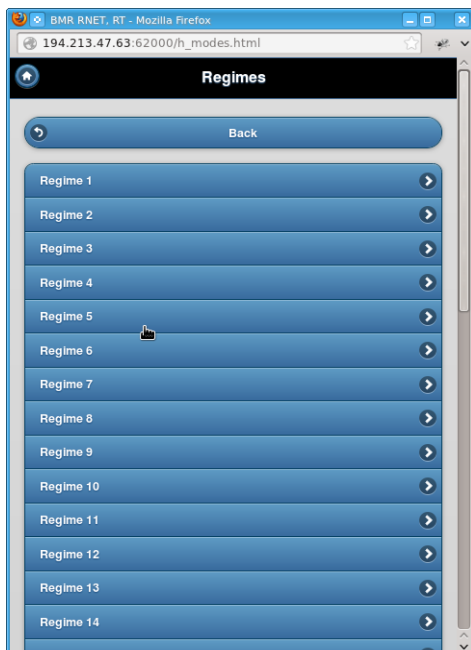 BMR RNET, RT - Mozilla Firefox
194.213.47.63:62000/h_modes.html
Regimes
Back
Regime 1
Regime 2
Regime 3
Regime 4
Regime 5
Regime 6
Regime 7
Regime 8
Regime 9
Regime 10
Regime 11
Regime 12
Regime 13
Regime 14